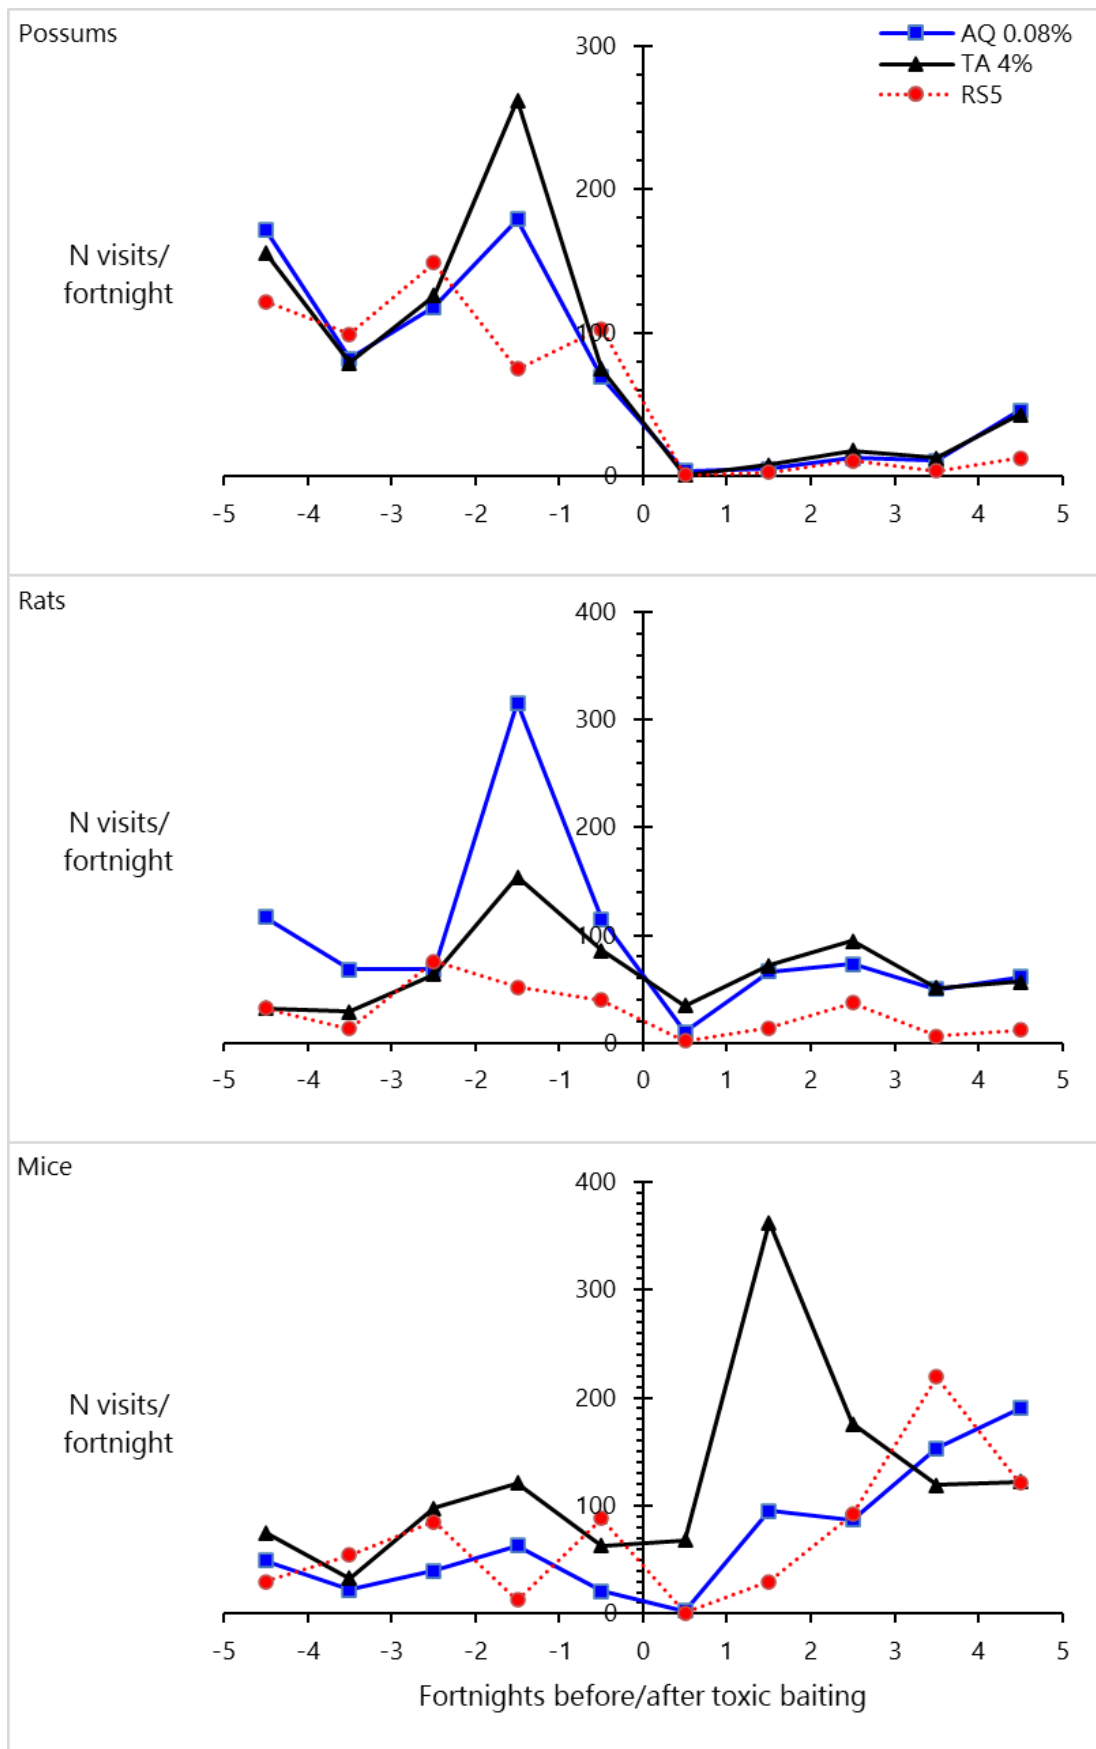 Possums
AQ 0.08%
TA 4%
RS5
300
200
100
0
N visits/
fortnight
-5 -4 -3 -2 -1 0 1 2 3 4 5
Rats
400
300
200
100
0
N visits/
fortnight
-5 -4 -3 -2 -1 0 1 2 3 4 5
Mice
400
300
200
100
0
N visits/
fortnight
-5 -4 -3 -2 -1 0 1 2 3 4 5
Fortnights before/after toxic baiting